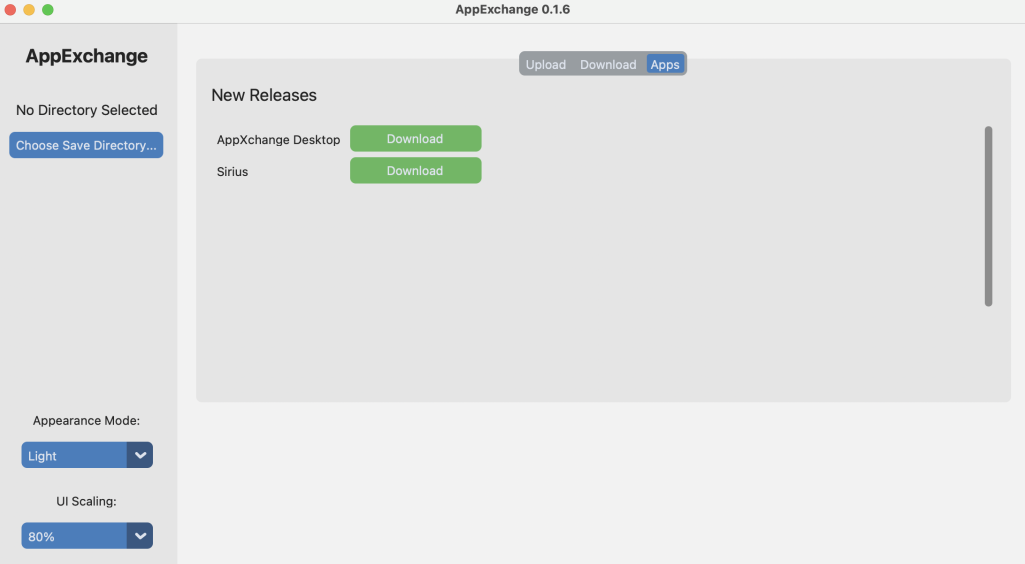 AppExchange 0.1.6
AppExchange
No Directory Selected
Choose Save Directory...
Upload Download Apps
New Releases
AppXchange Desktop Download
Sirius Download
Appearance Mode:
Light
UI Scaling:
80%